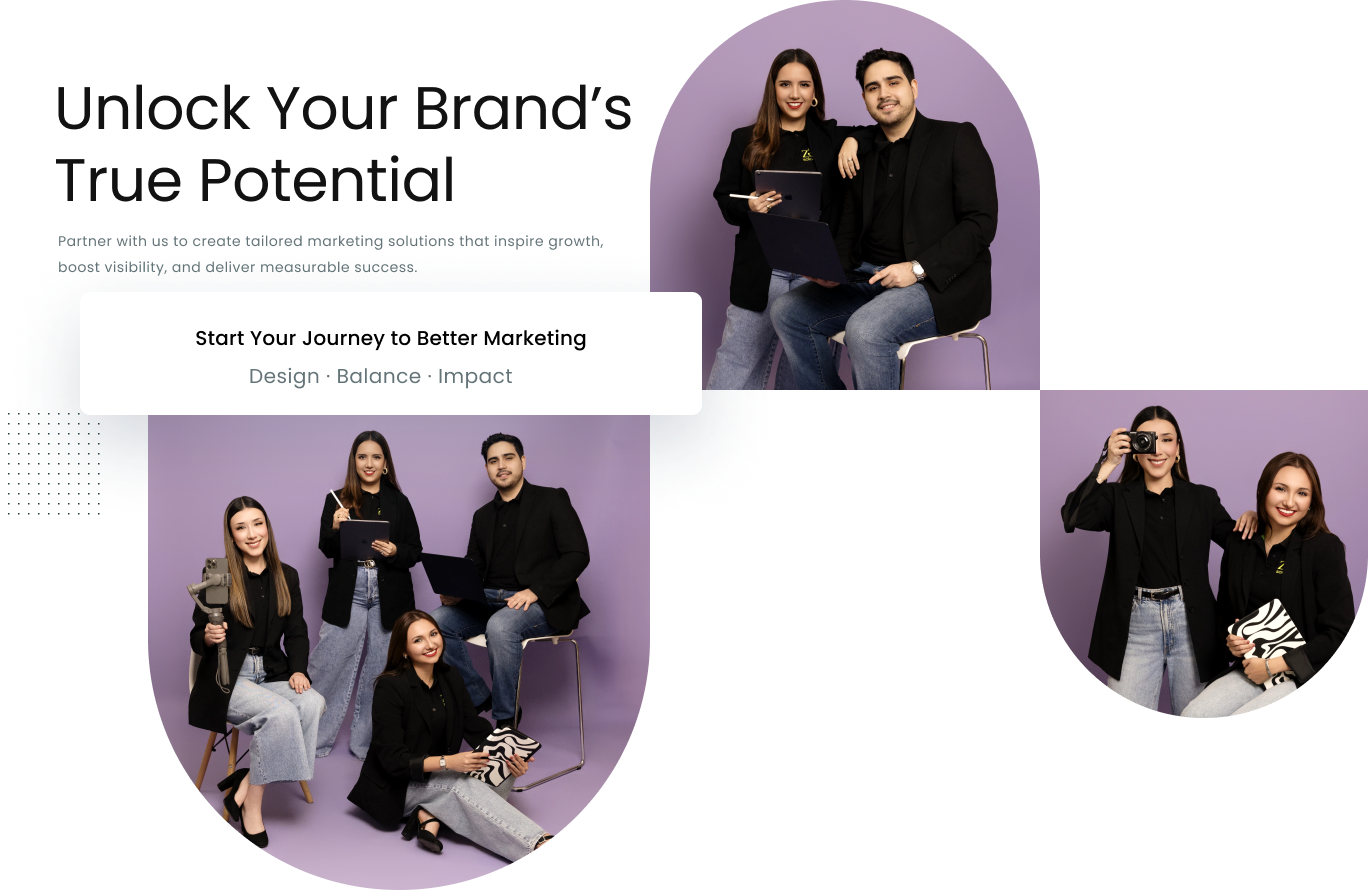 Unlock Your Brand’s
True Potential
Partner with us to create tailored marketing solutions that inspire growth,
boost visibility, and deliver measurable success.
Start Your Journey to Better Marketing
Design · Balance · Impact